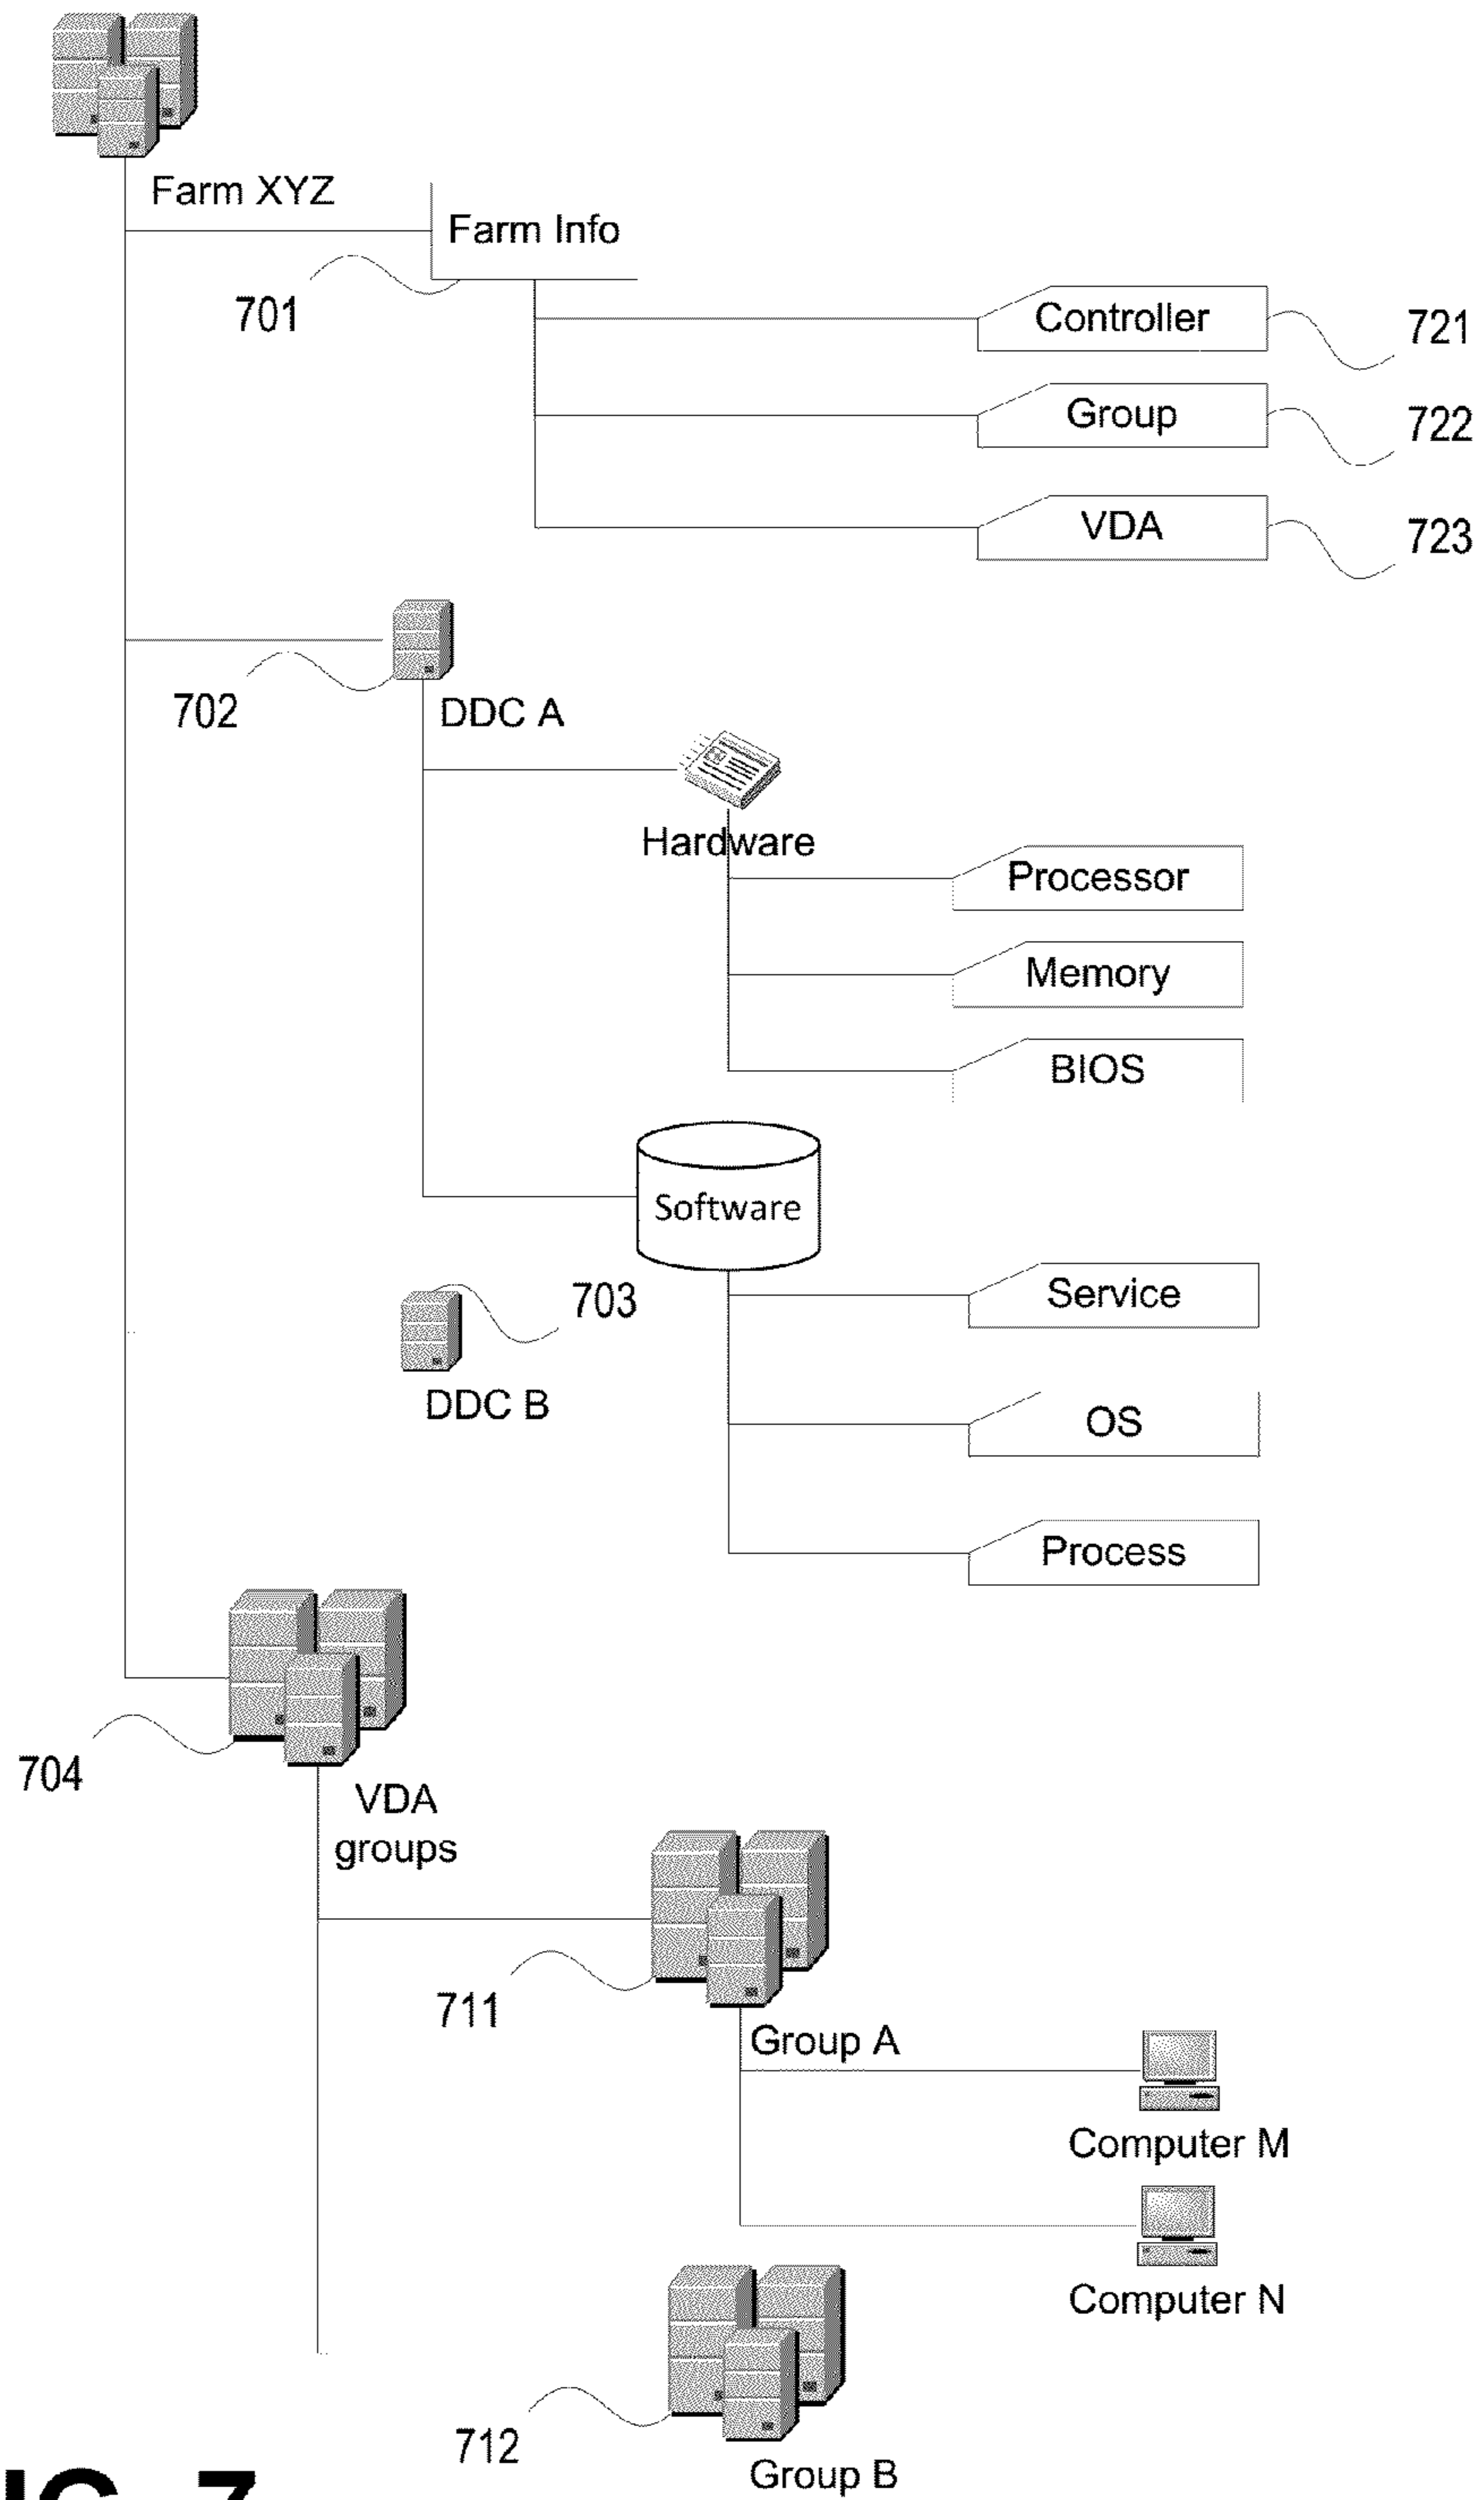 Farm XYZ
Farm Info
701
Controller
721
Group
722
VDA
723
702
DDC A
Hardware
Processor
Memory
BIOS
Software
703
Service
DDC B
OS
Process
704
VDA
groups
711
Group A
Computer M
Computer N
712
Group B